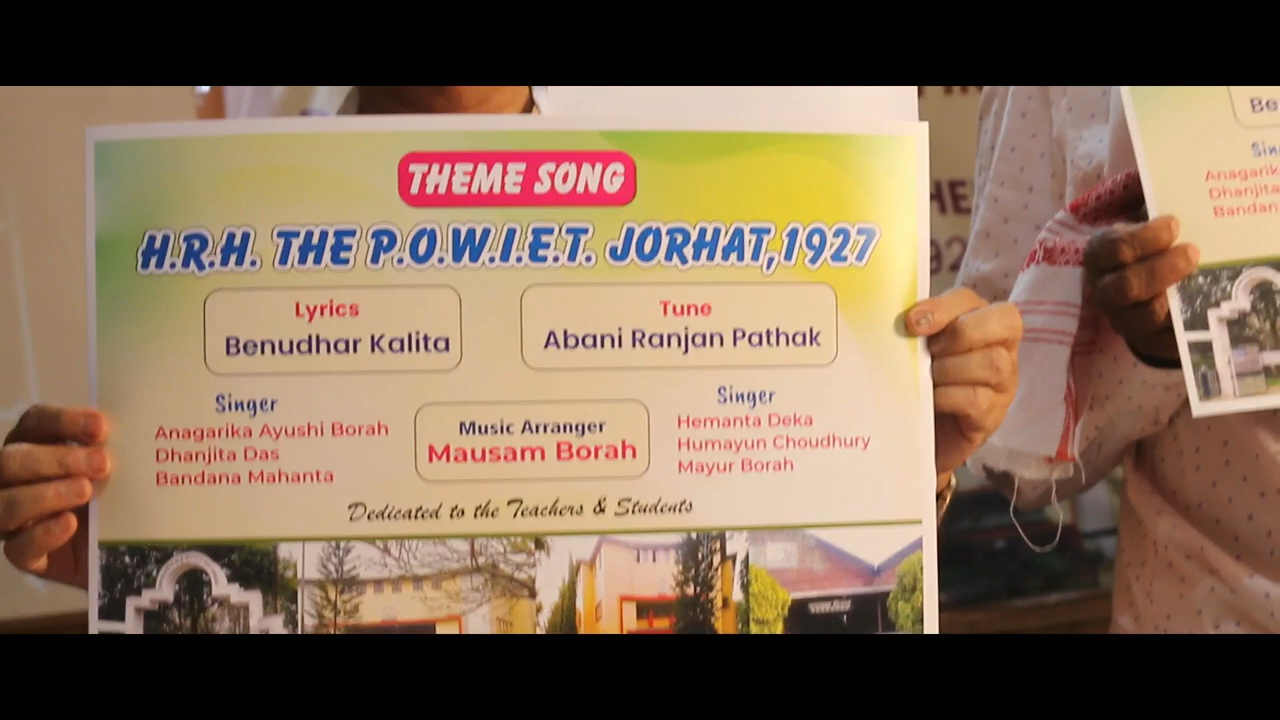 THEME SONG
H.R.H. THE P.O.W.I.E.T. JORHAT,1927
Lyrics
Benudhar Kalita
Tune
Abani Ranjan Pathak
Singer
Anagarika Ayushi Borah
Dhanjita Das
Bandana Mahanta
Music Arranger
Mausam Borah
Singer
Hemanta Deka
Humayun Choudhury
Mayur Borah
Dedicated to the Teachers & Students
Dhanjita